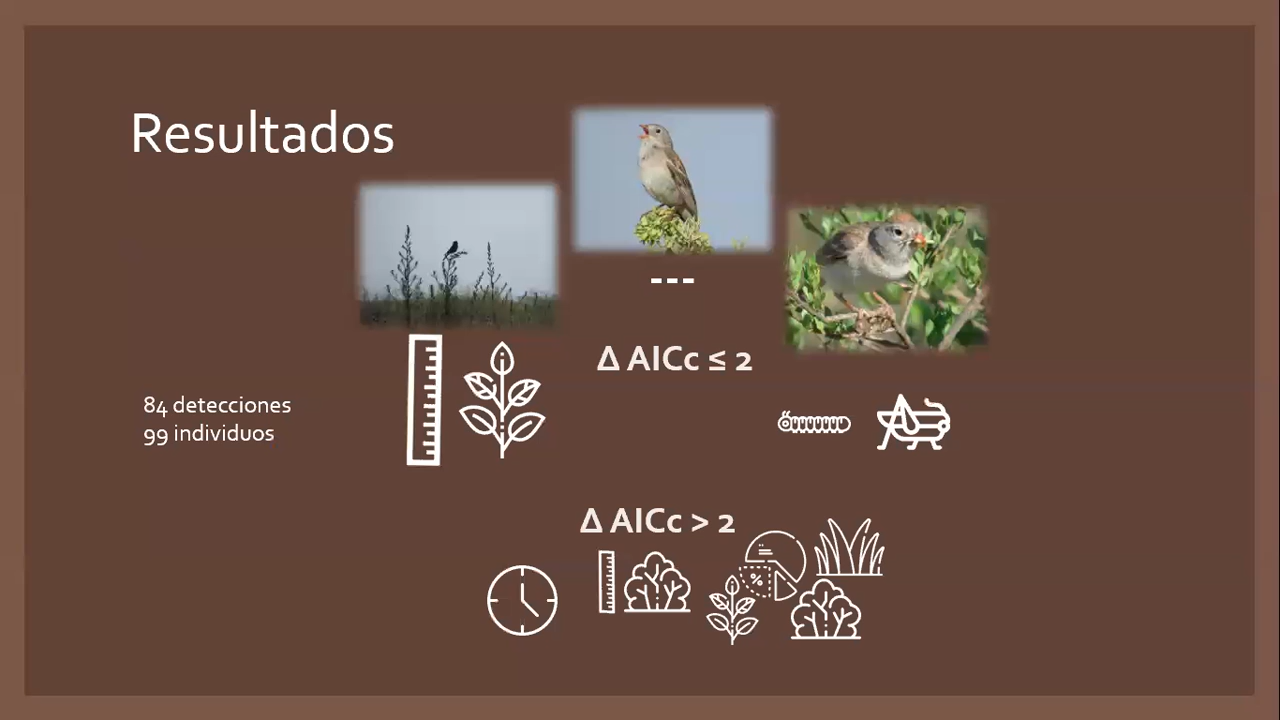 Resultados
---
Δ AICc ≤ 2
84 detecciones
99 individuos
Δ AICc > 2
%